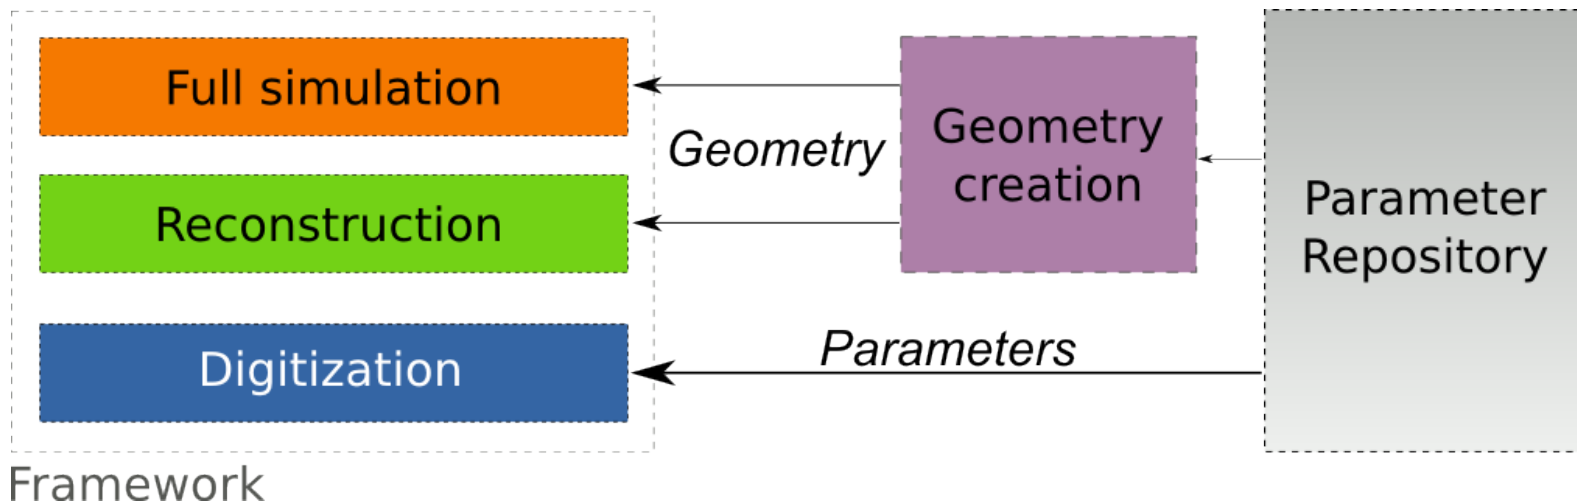 Full simulation
Geometry
Geometry
creation
Parameter
Repository
Reconstruction
Digitization
Parameters
Framework